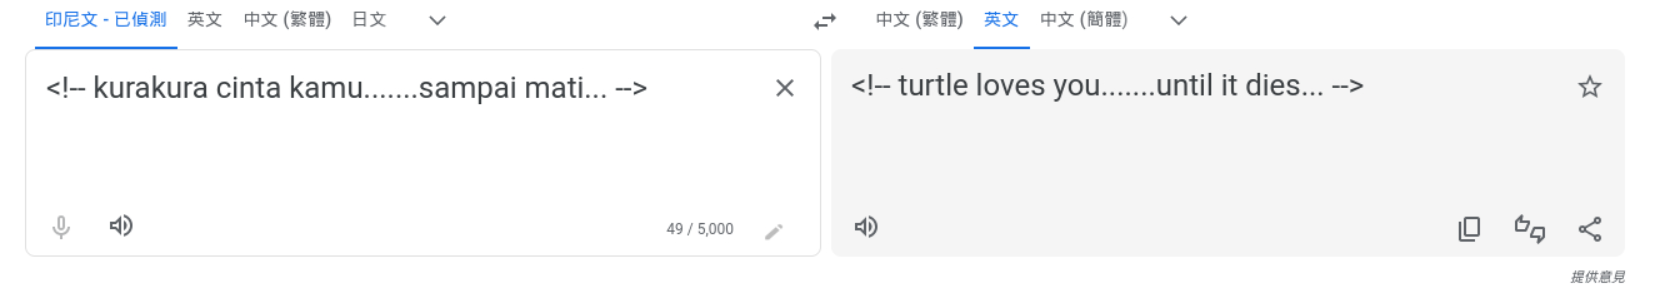 印尼文 - 已偵測 英文 中文 (繁體) 日文 中文 (繁體) 英文 中文 (簡體)
<!-- kurakura cinta kamu.......sampai mati... -->
<!-- turtle loves you.......until it dies... -->
49 / 5,000
提供意見